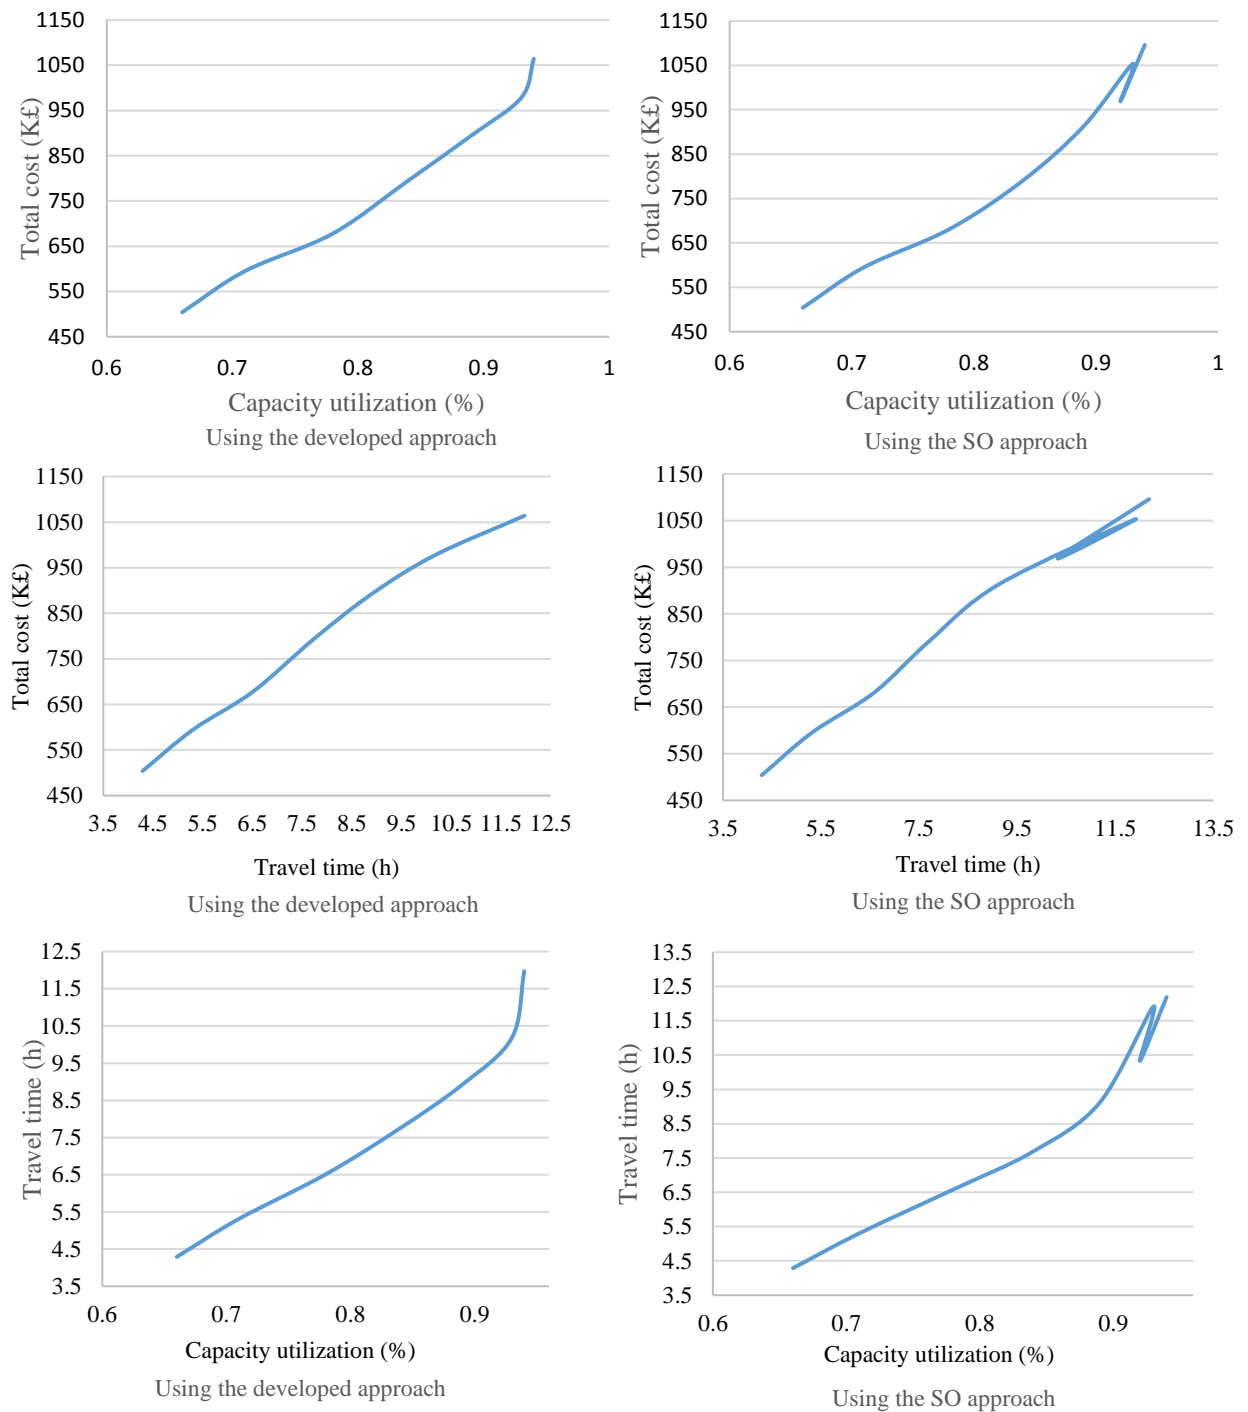 1150
1050
950
850
750
650
550
450
Total cost (K£)
0.6 0.7 0.8 0.9 1
Capacity utilization (%)
Using the developed approach
1150
1050
950
850
750
650
550
450
Total cost (K£)
0.6 0.7 0.8 0.9 1
Capacity utilization (%)
Using the SO approach
1150
1050
950
850
750
650
550
450
Total cost (K£)
3.5 4.5 5.5 6.5 7.5 8.5 9.5 10.5 11.5 12.5
Travel time (h)
Using the developed approach
1150
1050
950
850
750
650
550
450
Total cost (K£)
3.5 5.5 7.5 9.5 11.5 13.5
Travel time (h)
Using the SO approach
12.5
11.5
10.5
9.5
8.5
7.5
6.5
5.5
4.5
3.5
Travel time (h)
0.6 0.7 0.8 0.9
Capacity utilization (%)
Using the developed approach
13.5
12.5
11.5
10.5
9.5
8.5
7.5
6.5
5.5
4.5
3.5
Travel time (h)
0.6 0.7 0.8 0.9
Capacity utilization (%)
Using the SO approach